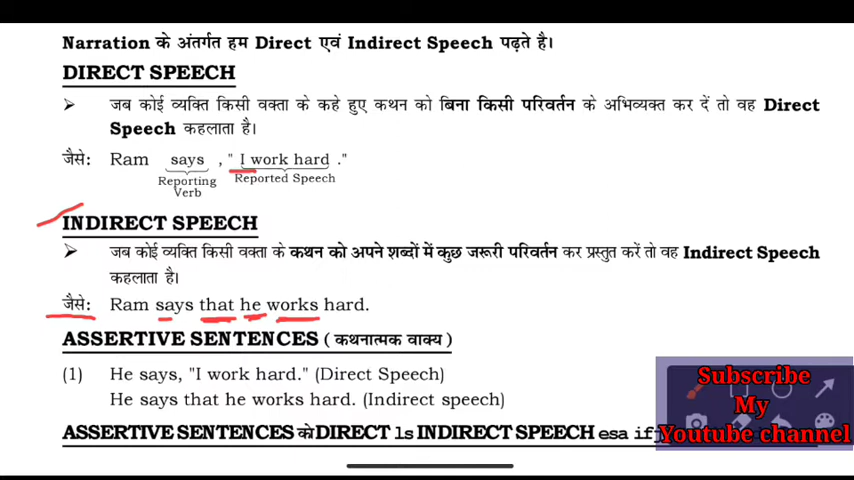 Narration के अंतर्गत हम Direct एवं Indirect Speech पढ़ते है।
DIRECT SPEECH
➢ जब कोई व्यक्ति किसी वक्ता के कहे हुए कथन को बिना किसी परिवर्तन के अभिव्यक्त कर दें तो वह Direct
Speech कहलाता है।
जैसे: Ram says , " I work hard ."
Reporting Verb
Reported Speech
INDIRECT SPEECH
➢ जब कोई व्यक्ति किसी वक्ता के कथन को अपने शब्दों में कुछ जरूरी परिवर्तन कर प्रस्तुत करें तो वह Indirect Speech
कहलाता है।
जैसे: Ram says that he works hard.
ASSERTIVE SENTENCES ( कथनात्मक वाक्य )
(1) He says, "I work hard." (Direct Speech)
He says that he works hard. (Indirect speech)
ASSERTIVE SENTENCES को DIRECT ls INDIRECT SPEECH esa
Subscribe
My
Youtube channel